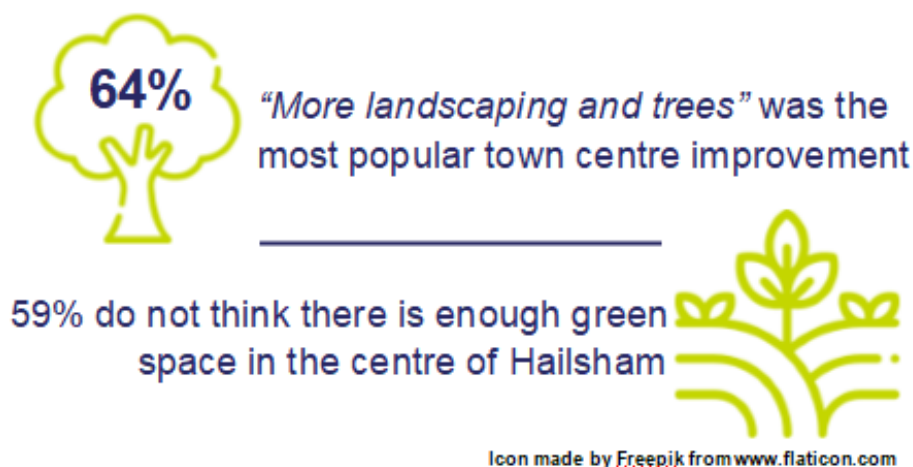 64%
“More landscaping and trees” was the
most popular town centre improvement
59% do not think there is enough green
space in the centre of Hailsham
Icon made by Freepik from www.flaticon.com